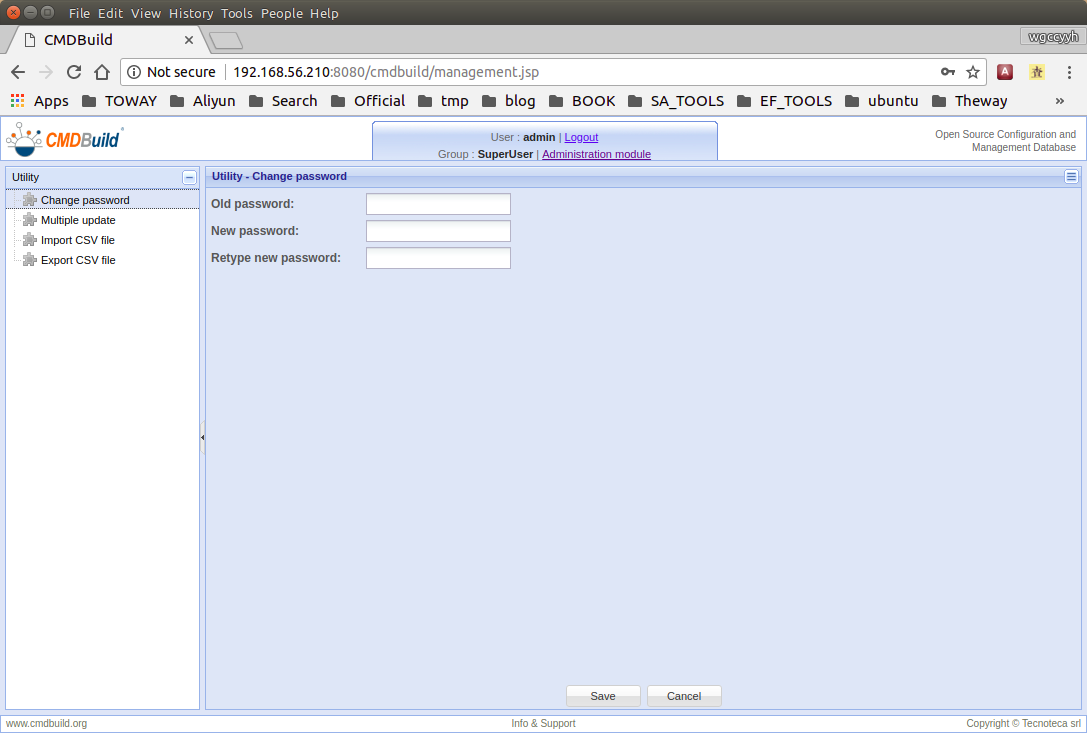 File Edit View History Tools People Help
CMDBuild
wgccyyh
Not secure 192.168.56.210:8080/cmdbuild/management.jsp
A
Apps TOWAY Aliyun Search Official tmp blog BOOK SA_TOOLS EF_TOOLS ubuntu Theway »
CMDBuild®
User : admin | Logout
Group : SuperUser | Administration module
Open Source Configuration and
Management Database
Utility
Change password
Multiple update
Import CSV file
Export CSV file
Utility - Change password
Old password:
New password:
Retype new password:
Save Cancel
www.cmdbuild.org Info & Support Copyright © Tecnoteca srl